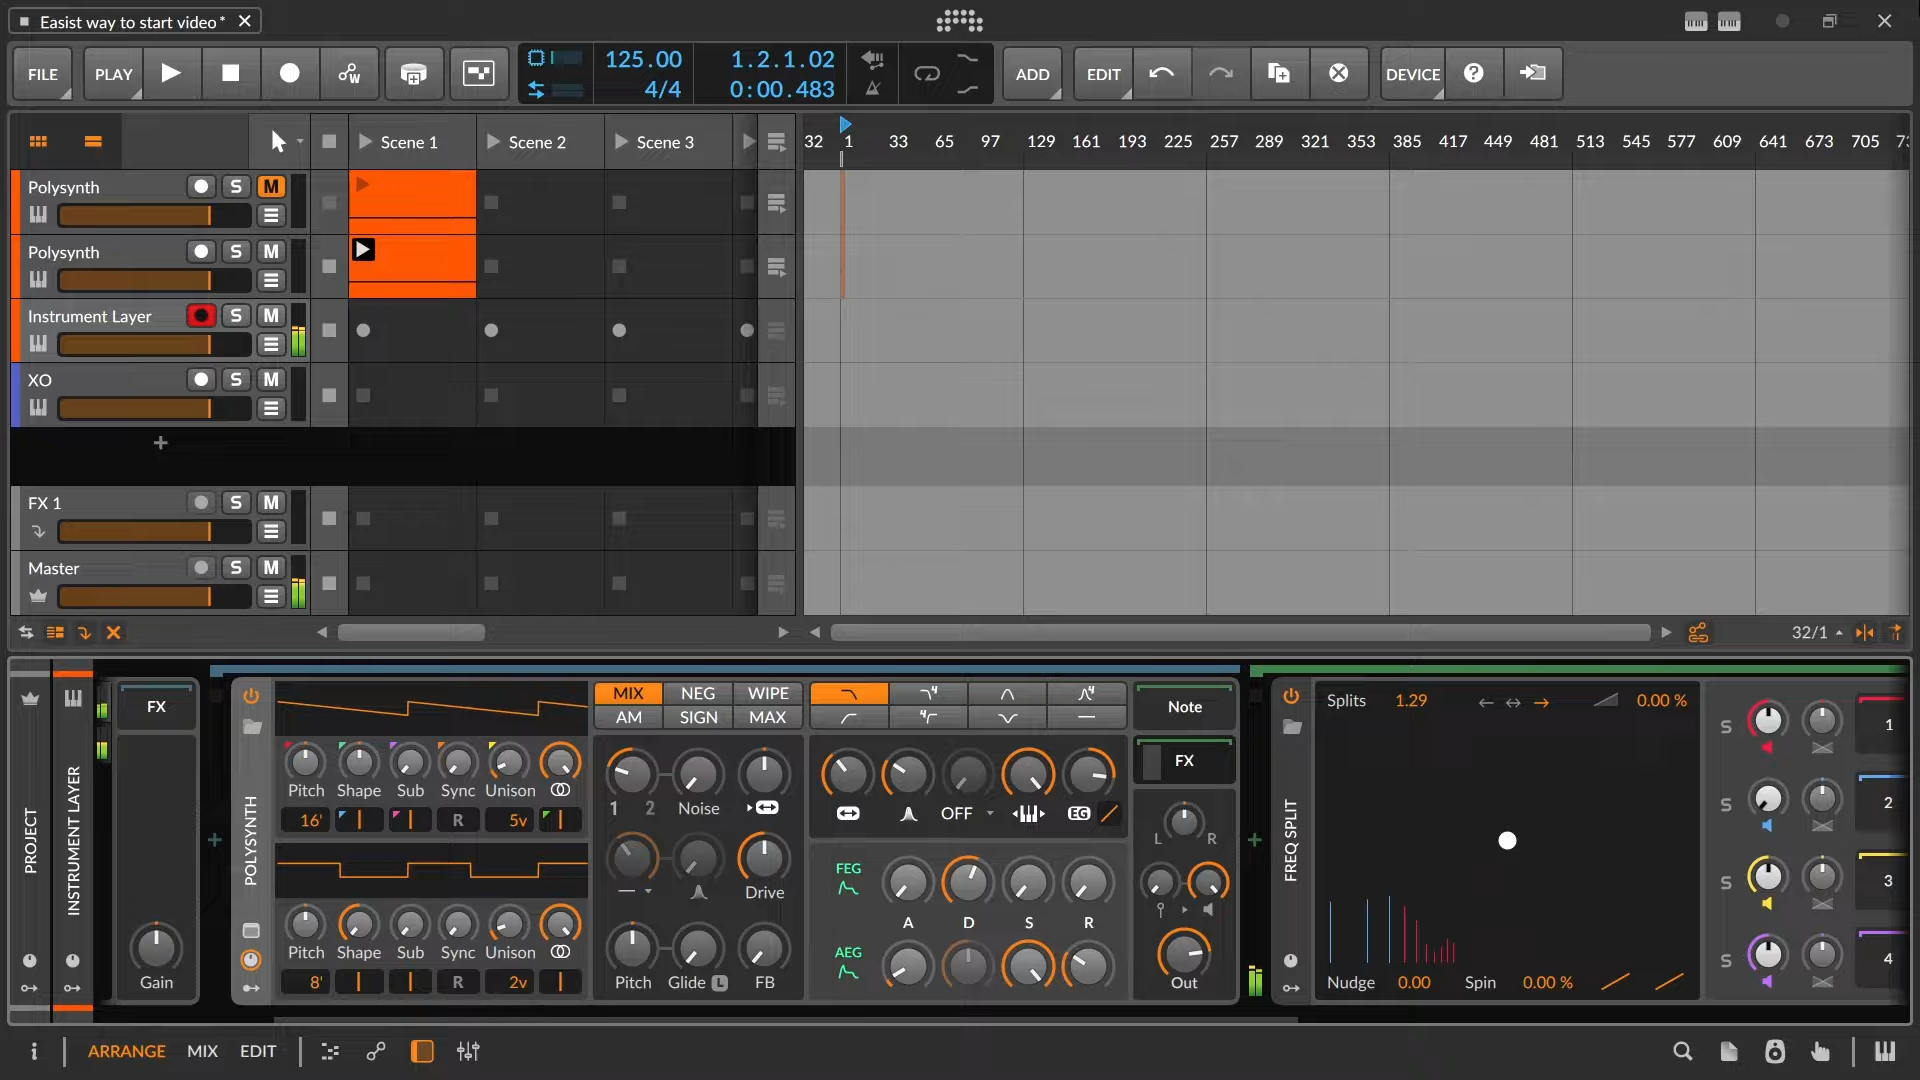 Easist way to start video*
FILE PLAY 125.00 4/4 1.2.1.02 0:00.483 ADD EDIT DEVICE
Scene 1 Scene 2 Scene 3
32 1 33 65 97 129 161 193 225 257 289 321 353 385 417 449 481 513 545 577 609 641 673 705
Polysynth S M
Polysynth S M
Instrument Layer S M
XO S M
FX 1 S M
Master S M
32/1
PROJECT
INSTRUMENT LAYER
FX
Gain
POLYSYNTH
Pitch Shape Sub Sync Unison
16' R 5v
Pitch Shape Sub Sync Unison
8' R 2v
MIX NEG WIPE
AM SIGN MAX
1 2 Noise
Drive
Pitch Glide L FB
OFF EG
FEG
A D S R
AEG
Note
FX
L R
Out
FREQ SPLIT
Splits 1.29 0.00 %
Nudge 0.00 Spin 0.00 %
S 1
S 2
S 3
S 4
ARRANGE MIX EDIT